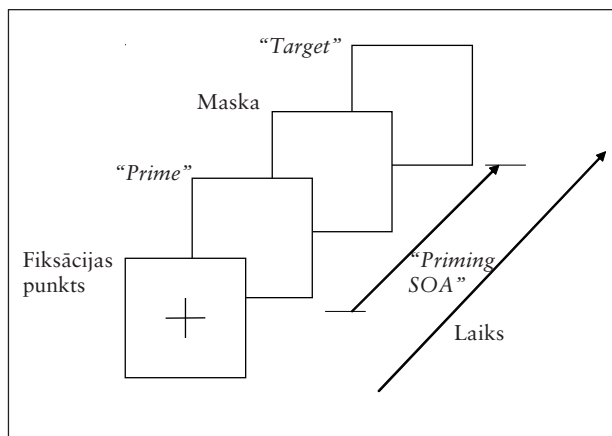 “Target”
Maska
“Prime”
Fiksācijas
punkts
“Priming
SOA”
Laiks